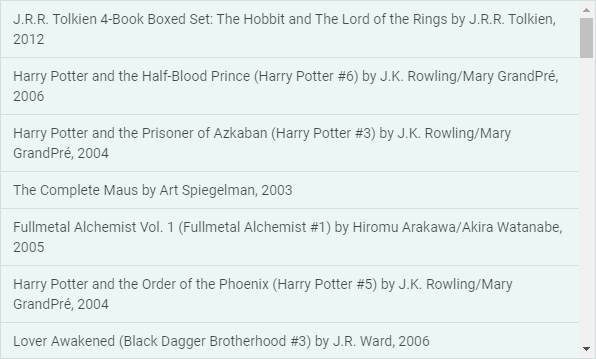 J.R.R. Tolkien 4-Book Boxed Set: The Hobbit and The Lord of the Rings by J.R.R. Tolkien,
2012
Harry Potter and the Half-Blood Prince (Harry Potter #6) by J.K. Rowling/Mary GrandPré,
2006
Harry Potter and the Prisoner of Azkaban (Harry Potter #3) by J.K. Rowling/Mary
GrandPré, 2004
The Complete Maus by Art Spiegelman, 2003
Fullmetal Alchemist Vol. 1 (Fullmetal Alchemist #1) by Hiromu Arakawa/Akira Watanabe,
2005
Harry Potter and the Order of the Phoenix (Harry Potter #5) by J.K. Rowling/Mary
GrandPré, 2004
Lover Awakened (Black Dagger Brotherhood #3) by J.R. Ward, 2006